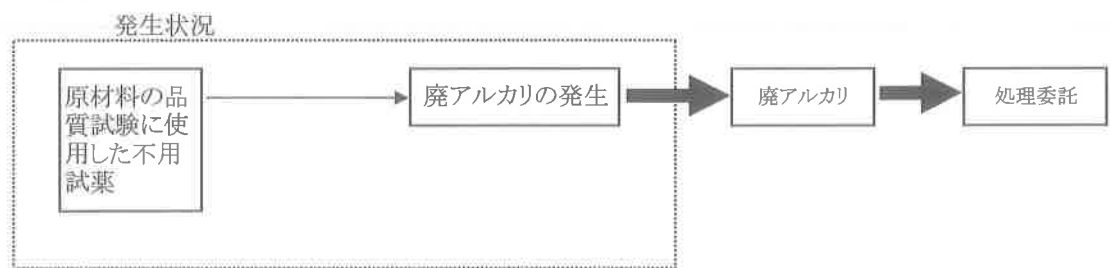 発生状況
原材料の品
質試験に使
用した不用
試薬
廃アルカリの発生
廃アルカリ
処理委託